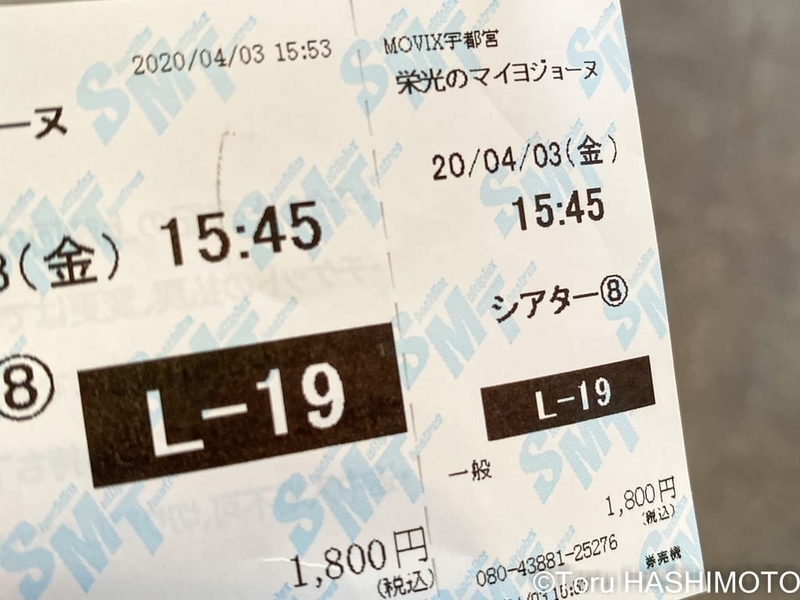 2020/04/03 15:53
ーヌ
3(金) 15:45
⑧
L-19
1,800円
(税込)
MOVIX宇都宮
栄光のマイヨジョーヌ
20/04/03(金)
15:45
シアター⑧
L-19
一般
1,800円
(税込)
080-43881-25276 券売機
©Toru HASHIMOTO